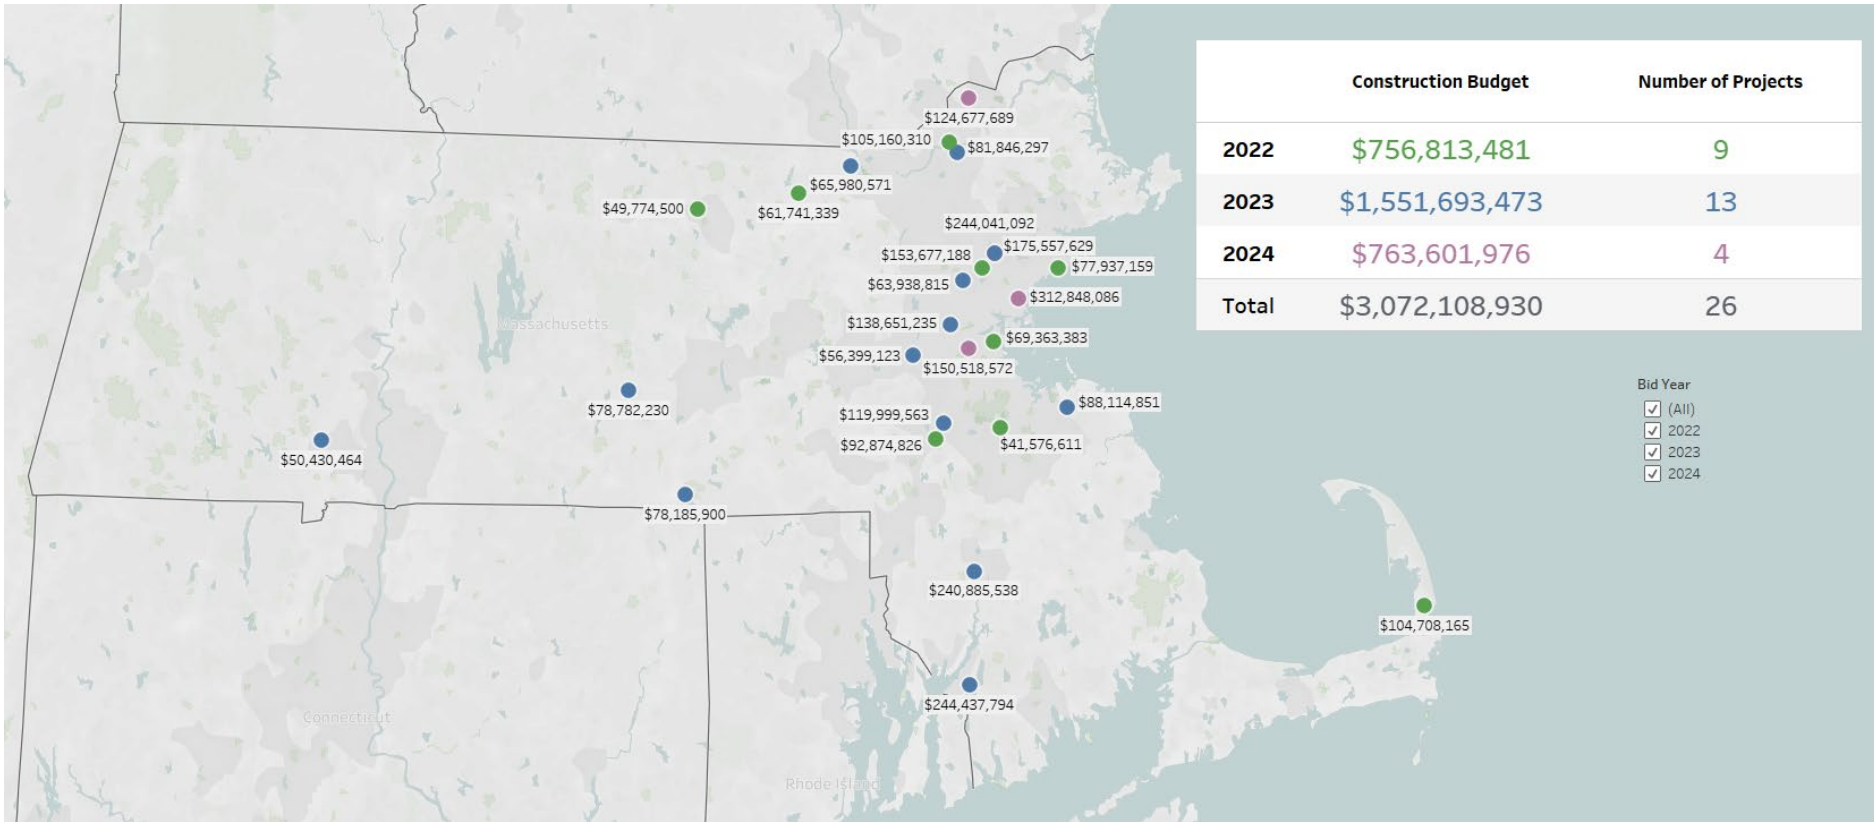 Construction Budget Number of Projects
2022 $756,813,481 9
2023 $1,551,693,473 13
2024 $763,601,976 4
Total $3,072,108,930 26
Bid Year
(All)
2022
2023
2024
$124,677,689
$105,160,310
$81,846,297
$65,980,571
$49,774,500
$61,741,339
$244,041,092
$175,557,629
$153,677,188
$77,937,159
$63,938,815
$312,848,086
Massachusetts
$138,651,235
$69,363,383
$56,399,123
$150,518,572
$78,782,230
$88,114,851
$119,999,563
$92,874,826
$41,576,611
$50,430,464
$78,185,900
$240,885,538
$104,708,165
$244,437,794
Connecticut
Rhode Island